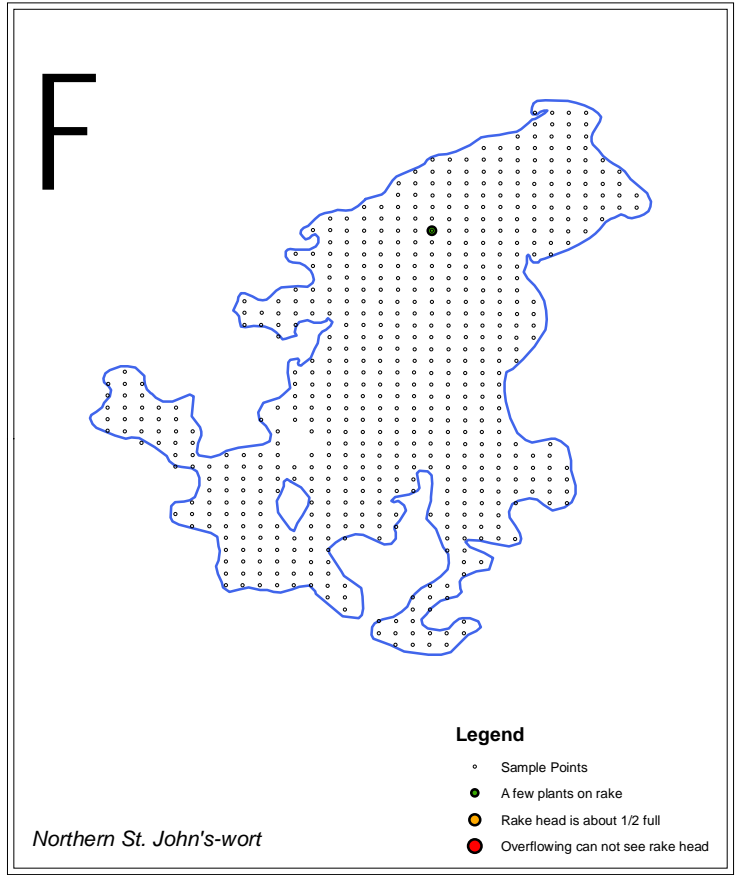 F
Legend
Sample Points
A few plants on rake
Rake head is about 1/2 full
Overflowing can not see rake head
Northern St. John's-wort